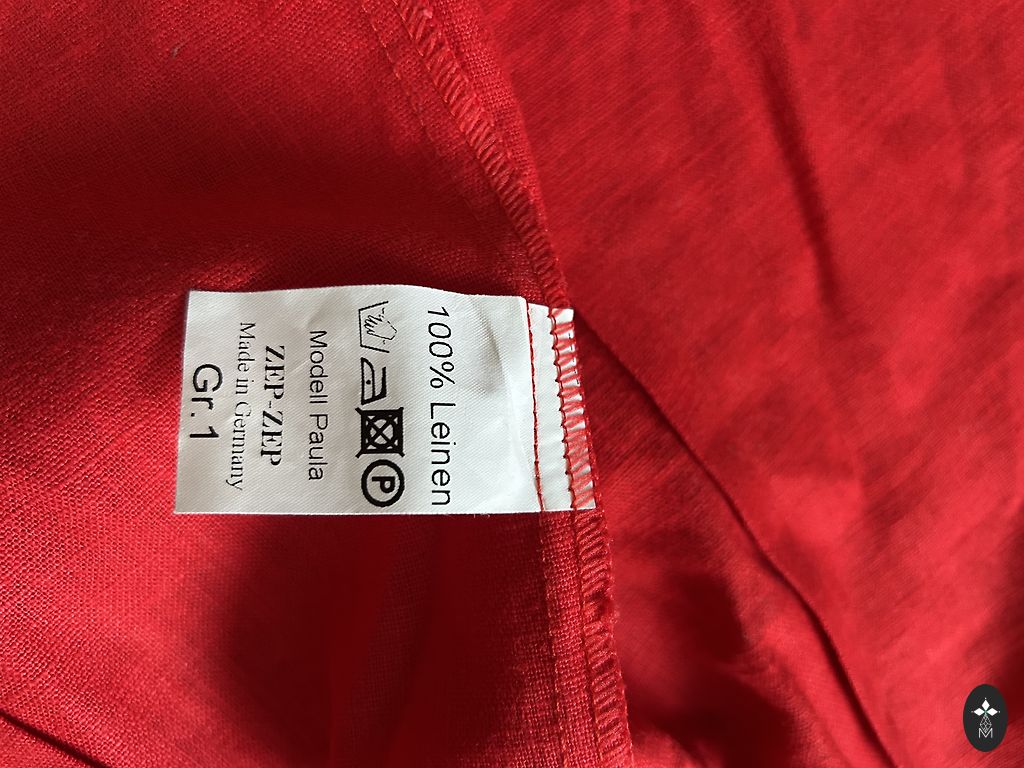 100% Leinen
P
Modell Paula
ZEP-ZEP
Made in Germany
Gr. 1
M